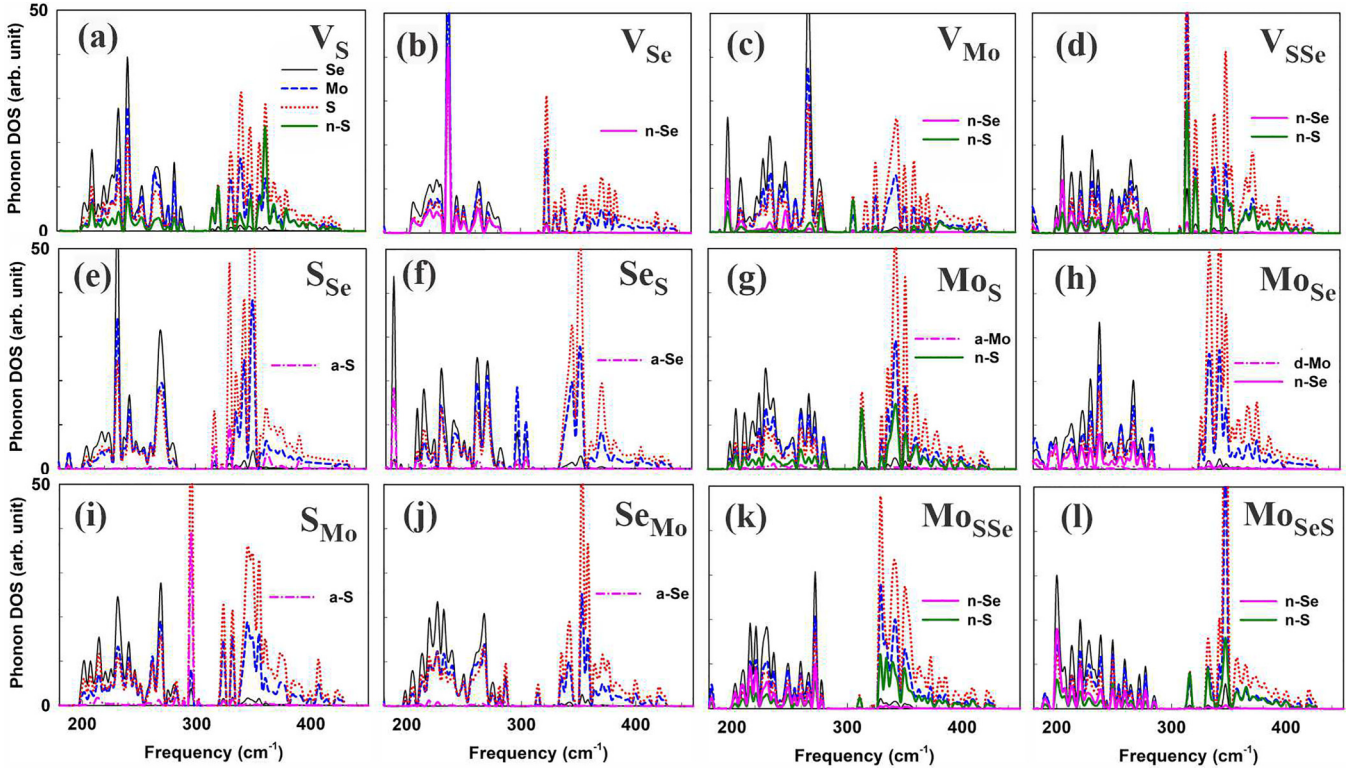 50
(a) V_S
Se
Mo
S
n-S
(b) V_Se
n-Se
(c) V_Mo
n-Se
n-S
(d) V_SSe
n-Se
n-S
Phonon DOS (arb. unit)
0
50
(e) S_Se
a-S
(f) Se_S
a-Se
(g) Mo_S
a-Mo
n-S
(h) Mo_Se
d-Mo
n-Se
Phonon DOS (arb. unit)
0
50
(i) S_Mo
a-S
(j) Se_Mo
a-Se
(k) Mo_SSe
n-Se
n-S
(l) Mo_SeS
n-Se
n-S
Phonon DOS (arb. unit)
0
200 300 400 200 300 400 200 300 400 200 300 400
Frequency (cm⁻¹) Frequency (cm⁻¹) Frequency (cm⁻¹) Frequency (cm⁻¹)